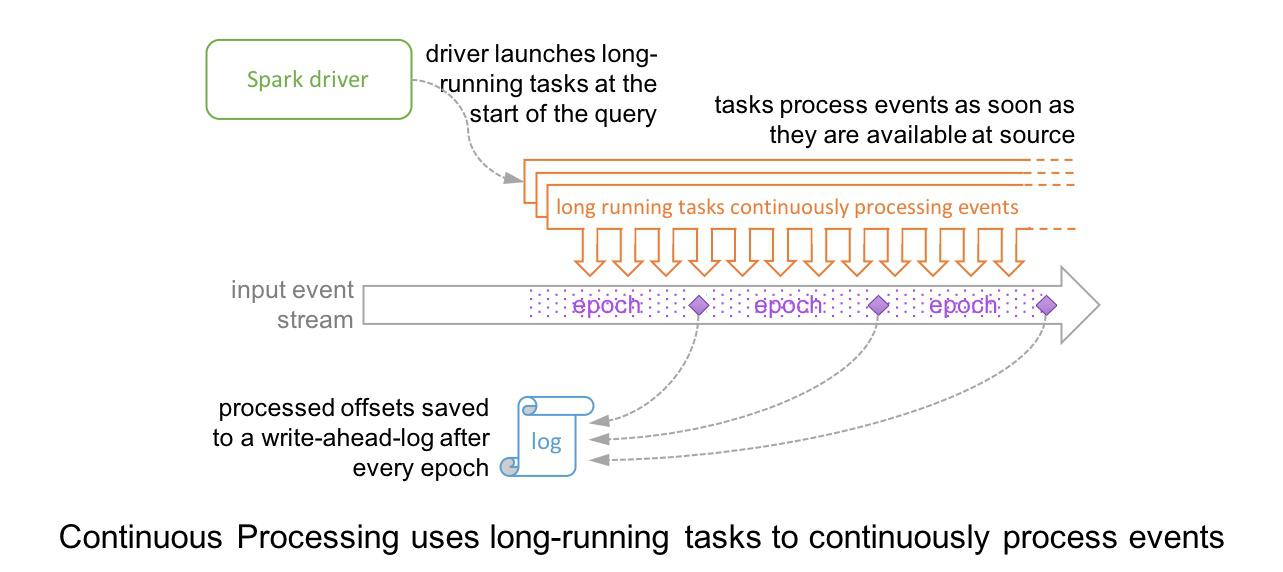 Spark driver
driver launches long-
running tasks at the
start of the query
tasks process events as soon as
they are available at source
long running tasks continuously processing events
input event
stream
epoch
epoch
epoch
processed offsets saved
to a write-ahead-log after
every epoch
log
Continuous Processing uses long-running tasks to continuously process events